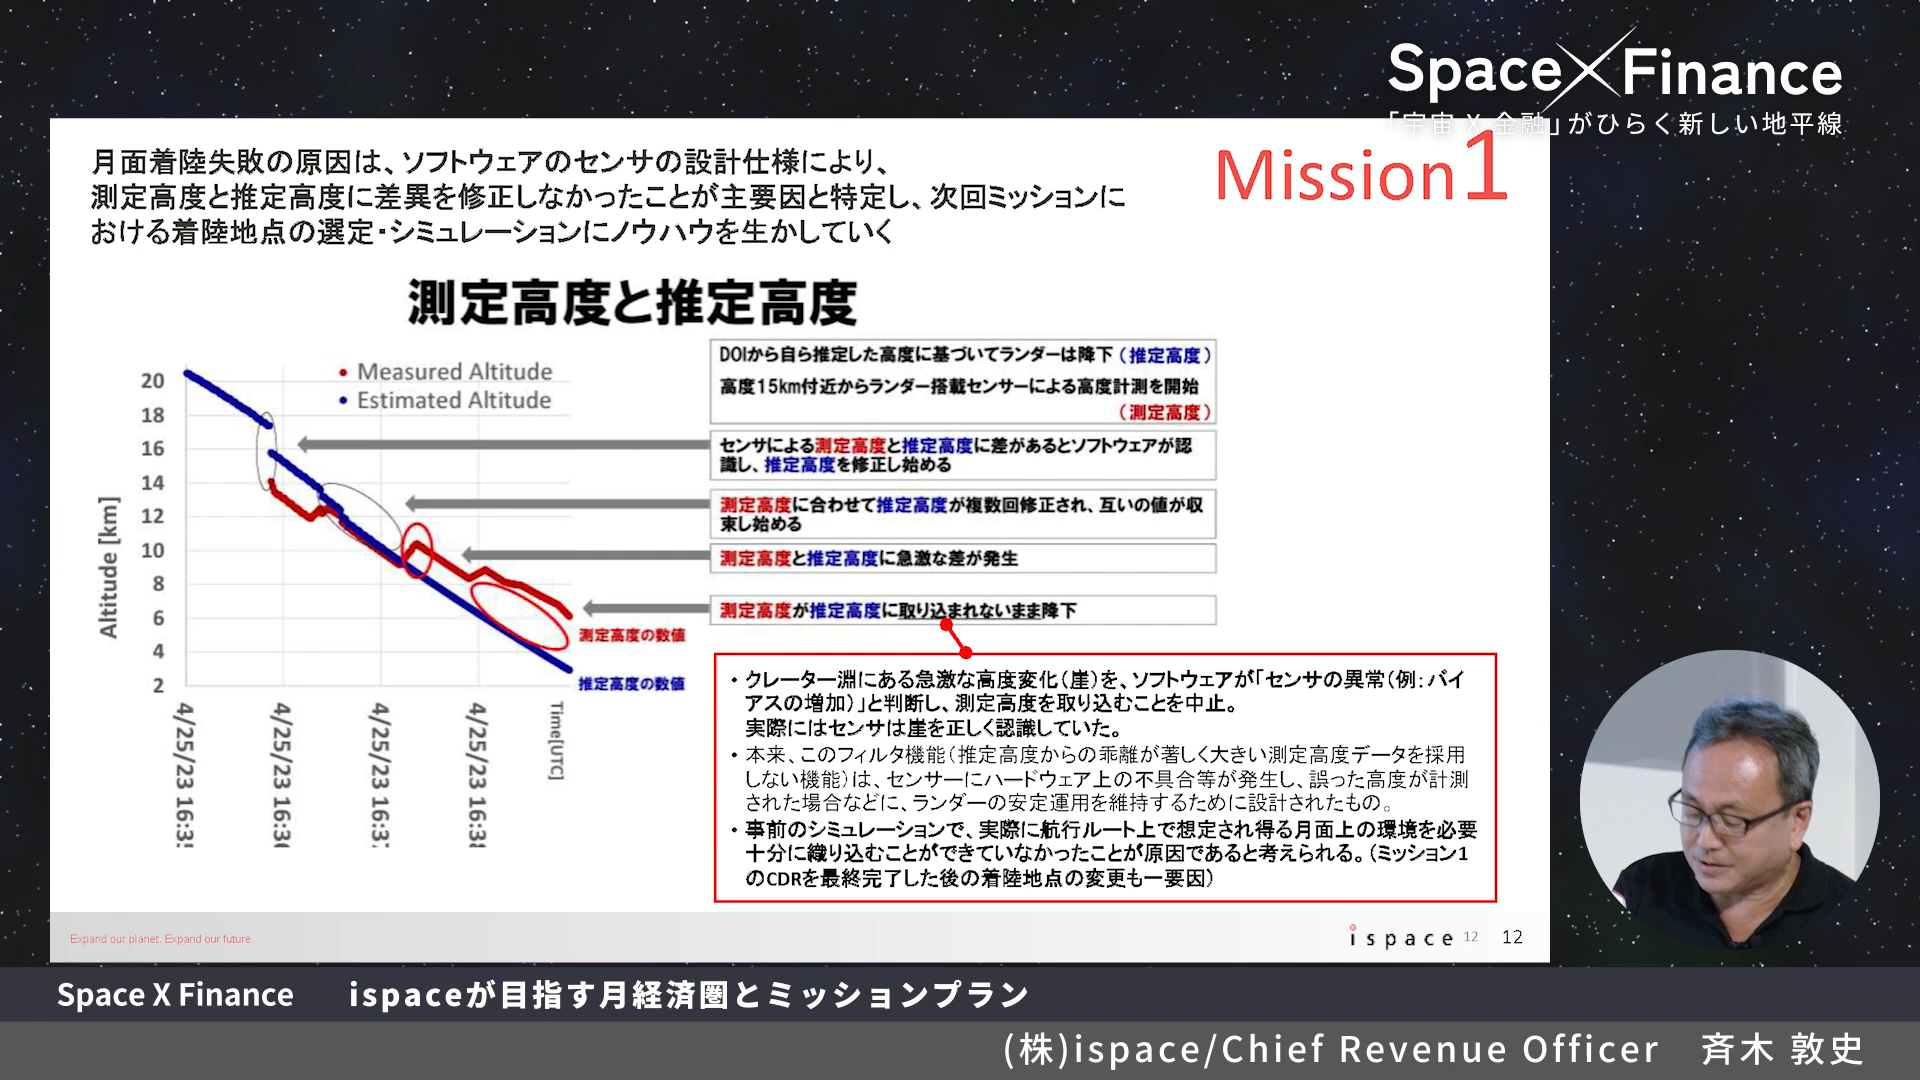 Space X Finance
「宇宙 X 金融」がひらく新しい地平線
月面着陸失敗の原因は、ソフトウェアのセンサの設計仕様により、
測定高度と推定高度に差異を修正しなかったことが主要因と特定し、次回ミッションに
おける着陸地点の選定・シミュレーションにノウハウを生かしていく
Mission1
測定高度と推定高度
Measured Altitude
Estimated Altitude
Altitude [km]
20
18
16
14
12
10
8
6
4
2
4/25/23 16:35
4/25/23 16:36
4/25/23 16:37
4/25/23 16:38
Time[UTC]
測定高度の数値
推定高度の数値
DOIから自ら推定した高度に基づいてランダーは降下（推定高度）
高度15km付近からランダー搭載センサーによる高度計測を開始
（測定高度）
センサによる測定高度と推定高度に差があるとソフトウェアが認
識し、推定高度を修正し始める
測定高度に合わせて推定高度が複数回修正され、互いの値が収
束し始める
測定高度と推定高度に急激な差が発生
測定高度が推定高度に取り込まれないまま降下
・クレーター淵にある急激な高度変化（崖）を、ソフトウェアが「センサの異常（例：バイ
アスの増加）」と判断し、測定高度を取り込むことを中止。
実際にはセンサは崖を正しく認識していた。
・本来、このフィルタ機能（推定高度からの乖離が著しく大きい測定高度データを採用
しない機能）は、センサーにハードウェア上の不具合等が発生し、誤った高度が計測
された場合などに、ランダーの安定運用を維持するために設計されたもの。
・事前のシミュレーションで、実際に航行ルート上で想定され得る月面上の環境を必要
十分に織り込むことができていなかったことが原因であると考えられる。（ミッション1
のCDRを最終完了した後の着陸地点の変更も一要因）
Expand our planet. Expand our future.
ispace 12 12
Space X Finance ispaceが目指す月経済圏とミッションプラン
(株)ispace/Chief Revenue Officer 斉木 敦史